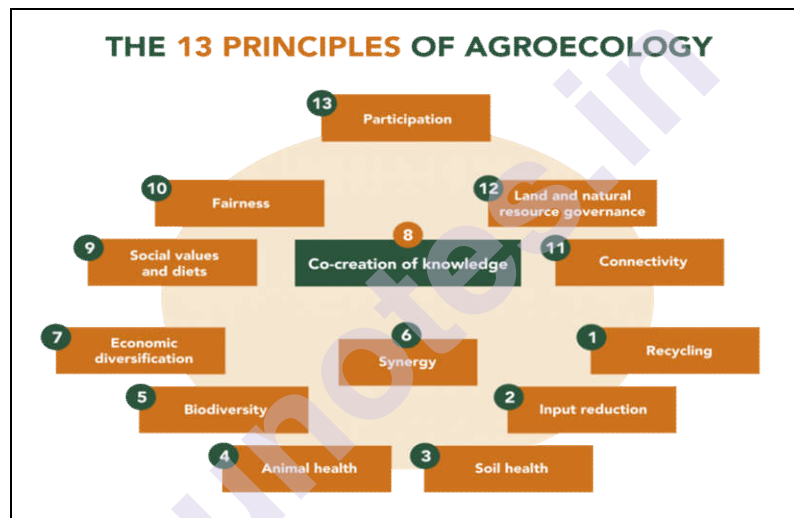 THE 13 PRINCIPLES OF AGROECOLOGY
13
Participation
10
Fairness
12
Land and natural
resource governance
8
Co-creation of knowledge
9
Social values
and diets
11
Connectivity
7
Economic
diversification
6
Synergy
1
Recycling
5
Biodiversity
2
Input reduction
4
Animal health
3
Soil health
unotes.in